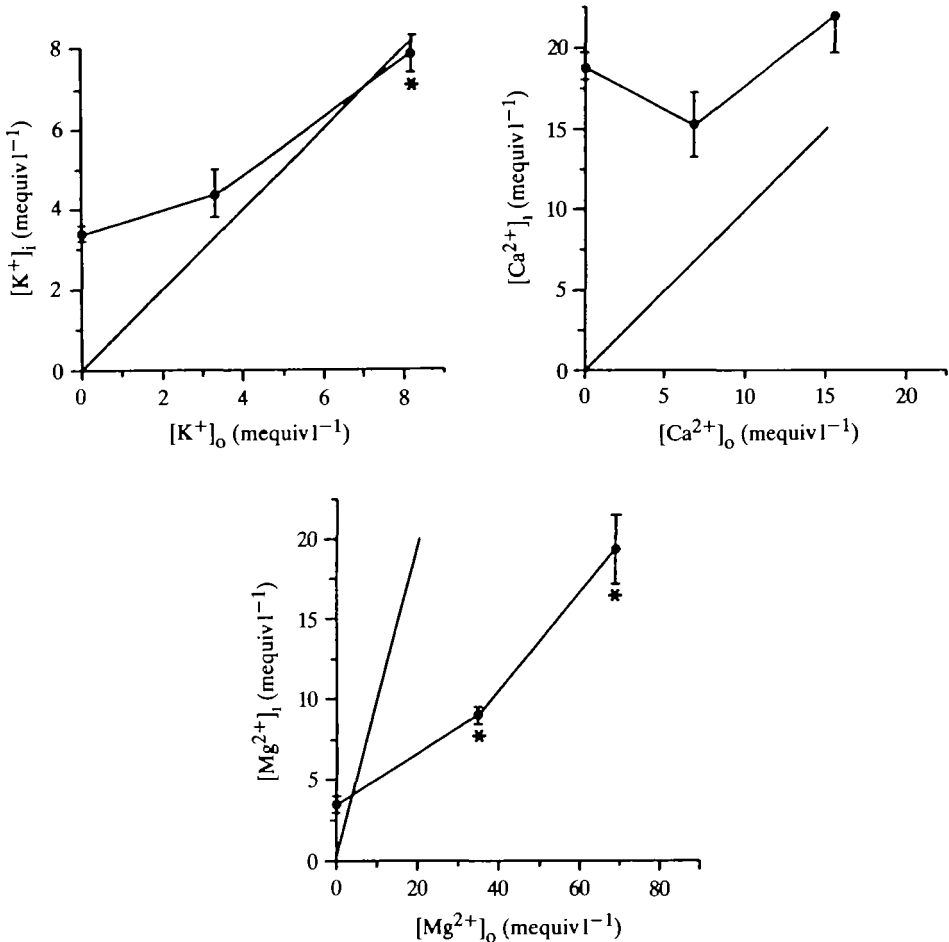 [K⁺]ᵢ (mequiv l⁻¹)
8
6
4
2
0
0 2 4 6 8
[K⁺]ₒ (mequiv l⁻¹)
*
[Ca²⁺]ᵢ (mequiv l⁻¹)
20
15
10
5
0
0 5 10 15 20
[Ca²⁺]ₒ (mequiv l⁻¹)
[Mg²⁺]ᵢ (mequiv l⁻¹)
20
15
10
5
0
0 20 40 60 80
[Mg²⁺]ₒ (mequiv l⁻¹)
*
*